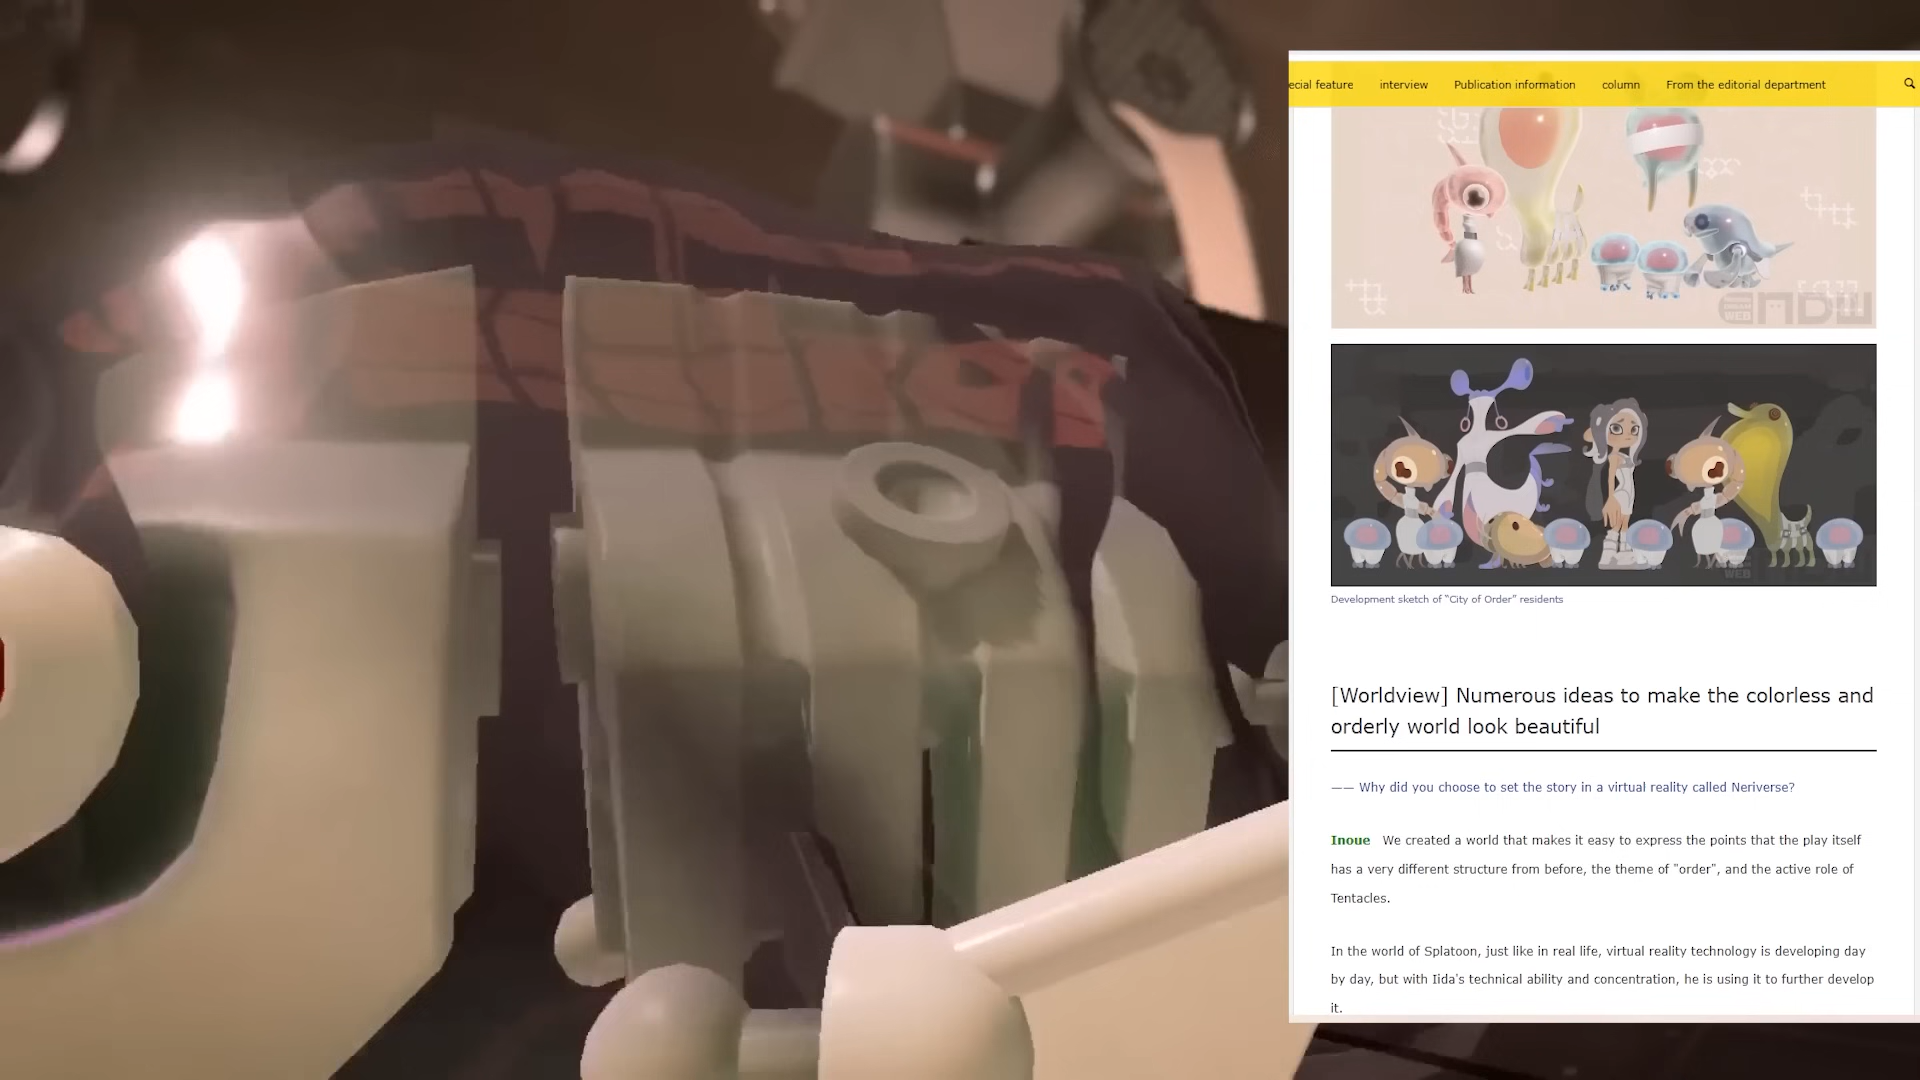 ecial feature interview Publication information column From the editorial department
NDW
WEB
Development sketch of “City of Order” residents
[Worldview] Numerous ideas to make the colorless and
orderly world look beautiful
—— Why did you choose to set the story in a virtual reality called Neriverse?
Inoue We created a world that makes it easy to express the points that the play itself
has a very different structure from before, the theme of "order", and the active role of
Tentacles.
In the world of Splatoon, just like in real life, virtual reality technology is developing day
by day, but with Iida's technical ability and concentration, he is using it to further develop
it.